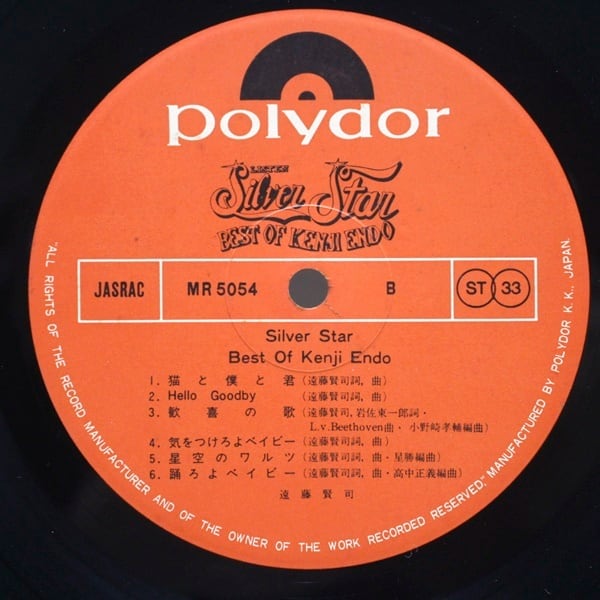 polydor
LISTEN
Silver Star
BEST OF KENJI ENDO
JASRAC MR 5054 B ST 33
Silver Star
Best Of Kenji Endo
1. 猫と僕と君 (遠藤賢司詞, 曲)
2. Hello Goodby (遠藤賢司詞, 曲)
3. 歓喜の歌 (遠藤賢司, 岩佐東一郎詞・
L.v.Beethoven曲・小野崎孝輔編曲)
4. 気をつけろよベイビー (遠藤賢司詞, 曲)
5. 星空のワルツ (遠藤賢司詞, 曲・星勝編曲)
6. 踊ろよベイビー (遠藤賢司詞, 曲・高中正義編曲)
遠藤賢司
"ALL RIGHTS OF THE RECORD MANUFACTURER AND OF THE OWNER OF THE WORK RECORDED RESERVED," MANUFACTURED BY POLYDOR K.K., JAPAN.